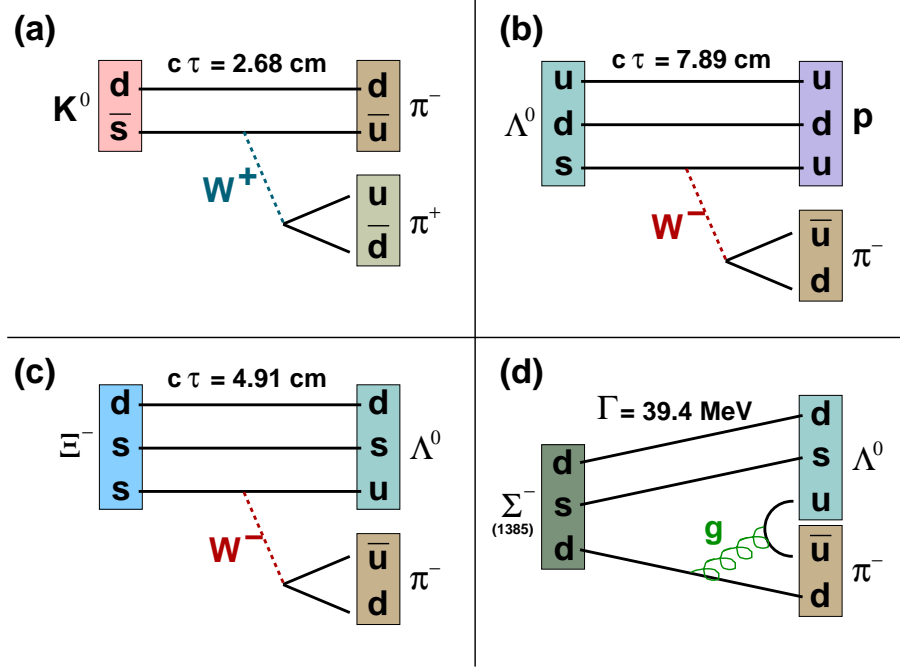 (a)
c τ = 2.68 cm
K⁰
d
s̅
d
u̅
π⁻
W⁺
u
d̅
π⁺
(b)
c τ = 7.89 cm
Λ⁰
u
d
s
u
d
u
p
W⁻
u̅
d
π⁻
(c)
c τ = 4.91 cm
Ξ⁻
d
s
s
d
s
u
Λ⁰
W⁻
u̅
d
π⁻
(d)
Γ = 39.4 MeV
Σ⁻
(1385)
d
s
d
d
s
u
Λ⁰
g
u̅
d
π⁻